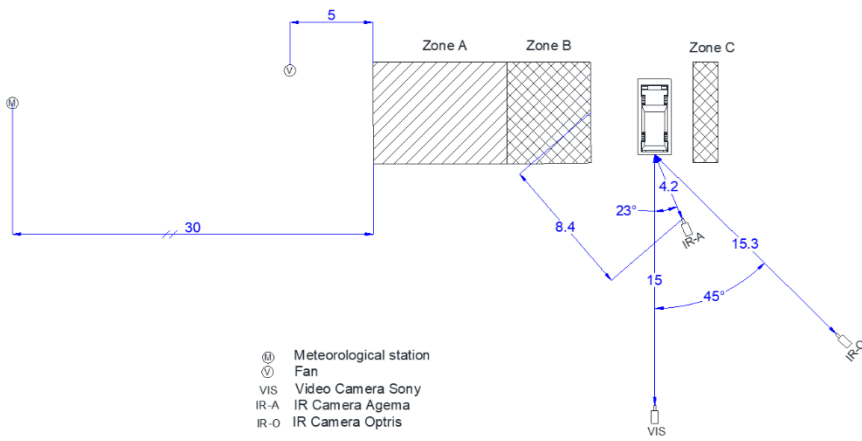 5
Zone A
Zone B
Zone C
V
M
4.2
30
23°
8.4
IR-A
15.3
15
45°
IR-O
VIS
M Meteorological station
V Fan
VIS Video Camera Sony
IR-A IR Camera Agema
IR-O IR Camera Optris